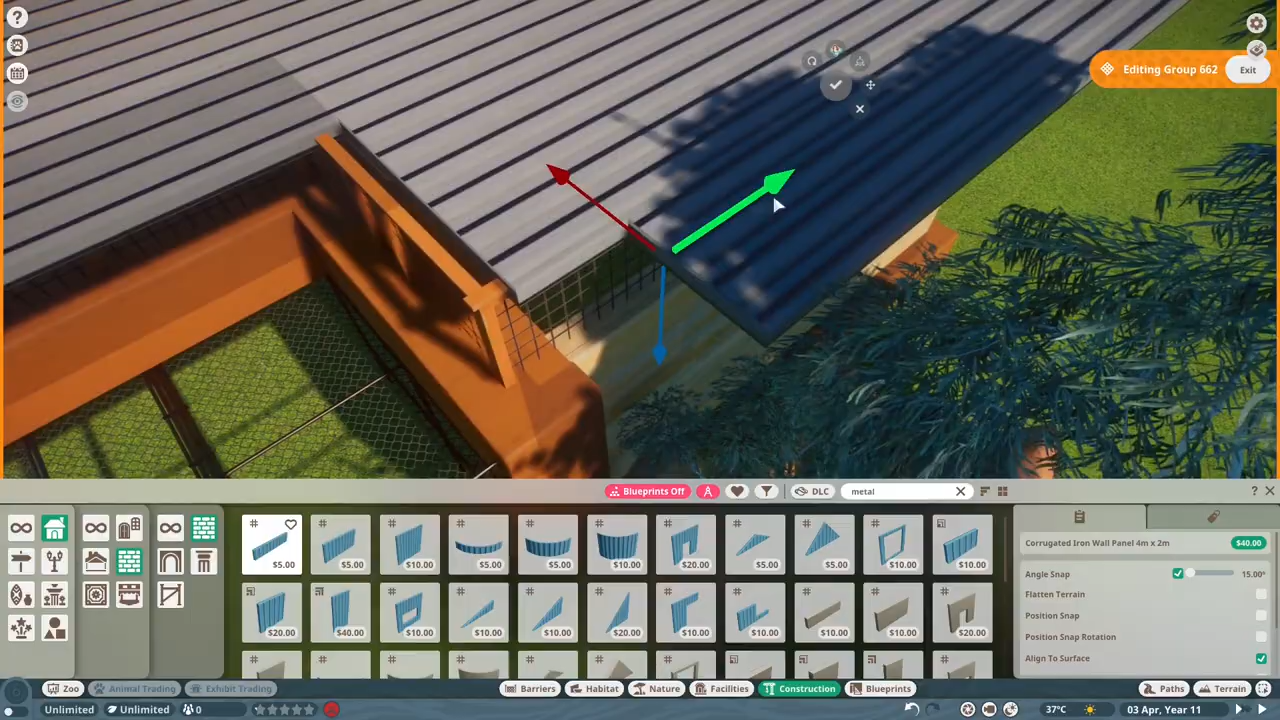 ?
Editing Group 662
Exit
Blueprints Off
DLC
metal
?
$5.00
$5.00
$10.00
$5.00
$5.00
$10.00
$20.00
$5.00
$5.00
$10.00
$10.00
$20.00
$40.00
$10.00
$10.00
$10.00
$20.00
$10.00
$10.00
$10.00
$10.00
$20.00
Corrugated Iron Wall Panel 4m x 2m
$40.00
Angle Snap
15.00°
Flatten Terrain
Position Snap
Position Snap Rotation
Align To Surface
Zoo
Animal Trading
Exhibit Trading
Barriers
Habitat
Nature
Facilities
Construction
Blueprints
Paths
Terrain
Unlimited
Unlimited
0
37°C
03 Apr, Year 11